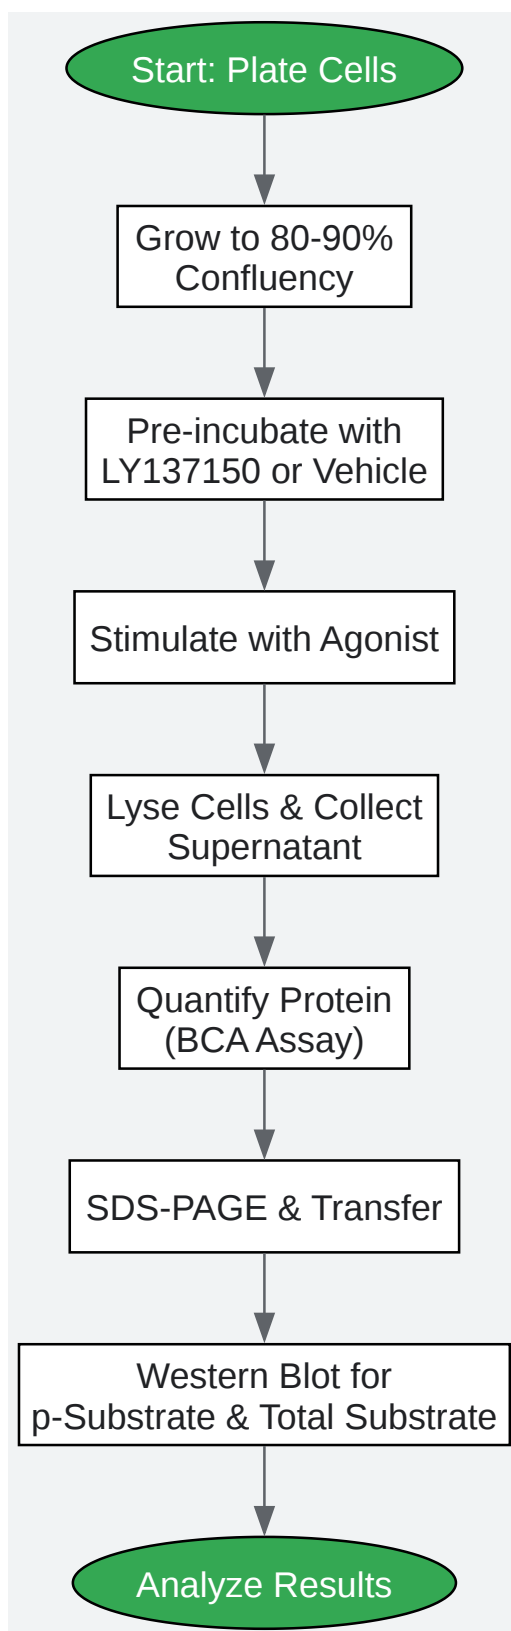 Start: Plate Cells
Grow to 80-90%
Confluency
Pre-incubate with
LY137150 or Vehicle
Stimulate with Agonist
Lyse Cells & Collect
Supernatant
Quantify Protein
(BCA Assay)
SDS-PAGE & Transfer
Western Blot for
p-Substrate & Total Substrate
Analyze Results